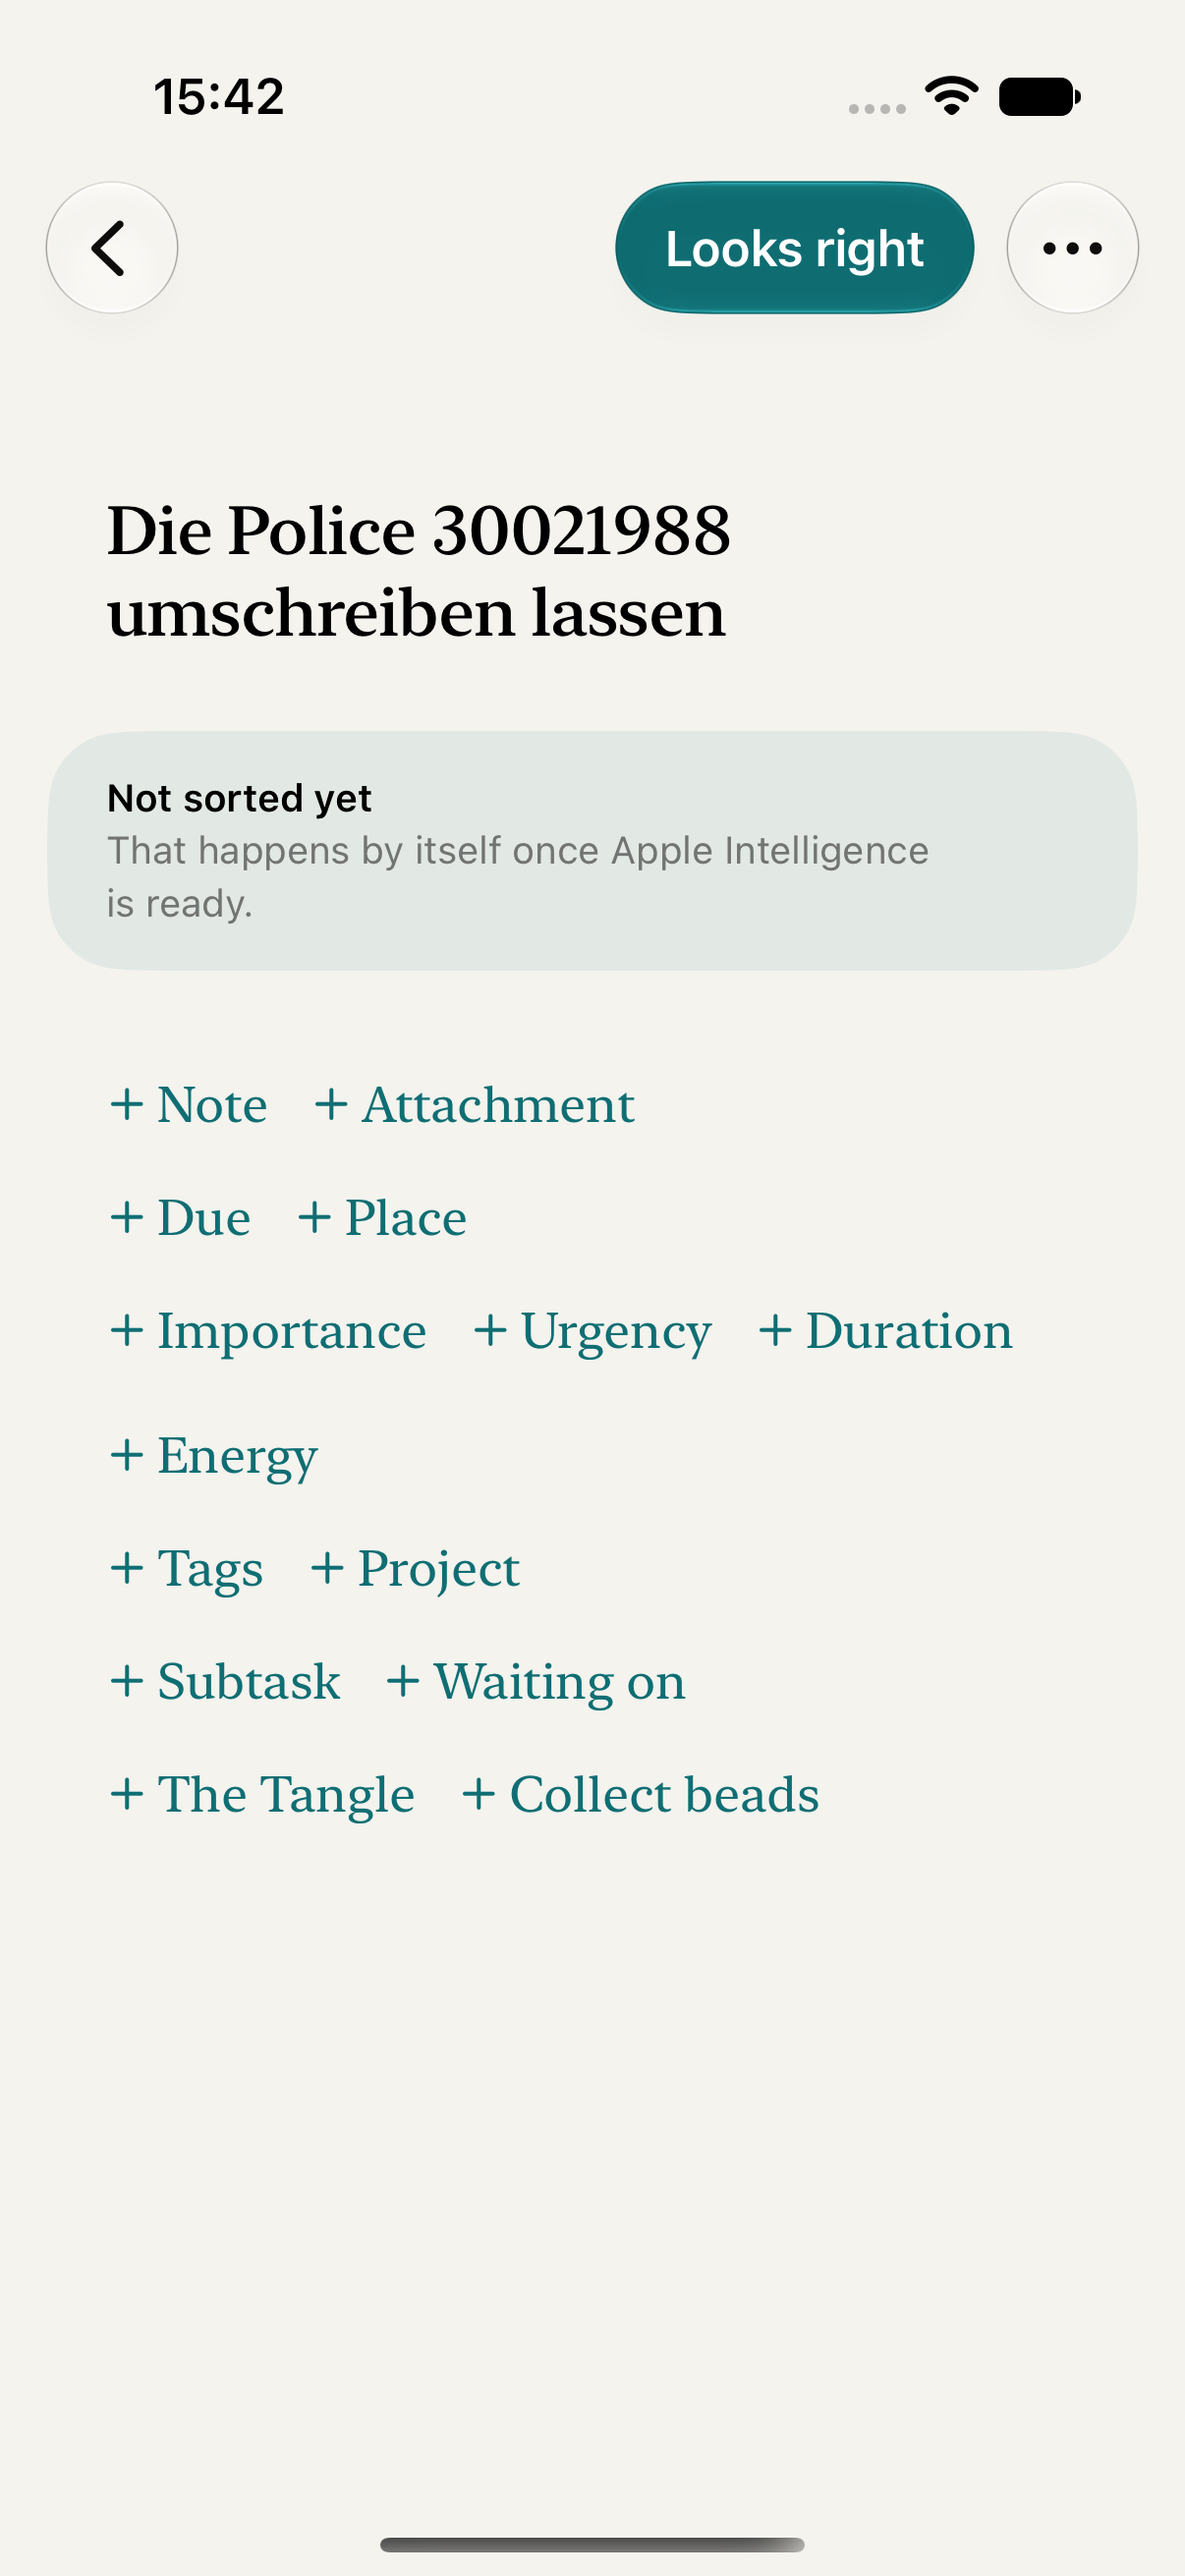 15:42
Looks right
Die Police 30021988
umschreiben lassen
Not sorted yet
That happens by itself once Apple Intelligence
is ready.
+ Note + Attachment
+ Due + Place
+ Importance + Urgency + Duration
+ Energy
+ Tags + Project
+ Subtask + Waiting on
+ The Tangle + Collect beads